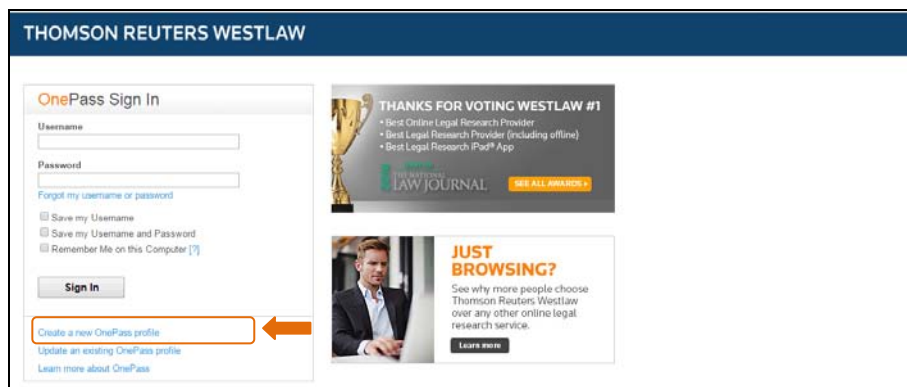 THOMSON REUTERS WESTLAW
OnePass Sign In
Username
Password
Forgot my username or password
Save my Username
Save my Username and Password
Remember Me on this Computer [?]
Sign In
Create a new OnePass profile
Update an existing OnePass profile
Learn more about OnePass
THANKS FOR VOTING WESTLAW #1
• Best Online Legal Research Provider
• Best Legal Research Provider (including offline)
• Best Legal Research iPad® App
THE NATIONAL
LAW JOURNAL
SEE ALL AWARDS
JUST
BROWSING?
See why more people choose
Thomson Reuters Westlaw
over any other online legal
research service.
Learn more